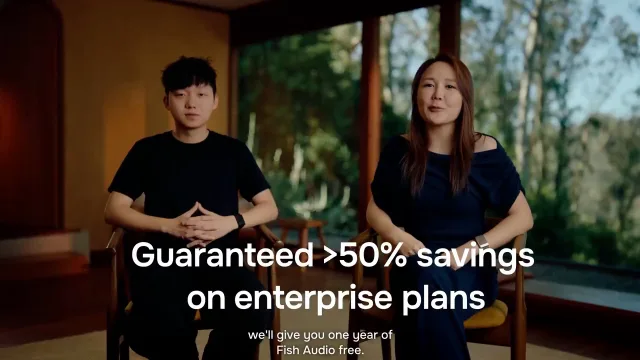 Guaranteed >50% savings
on enterprise plans
we'll give you one year of
Fish Audio free.